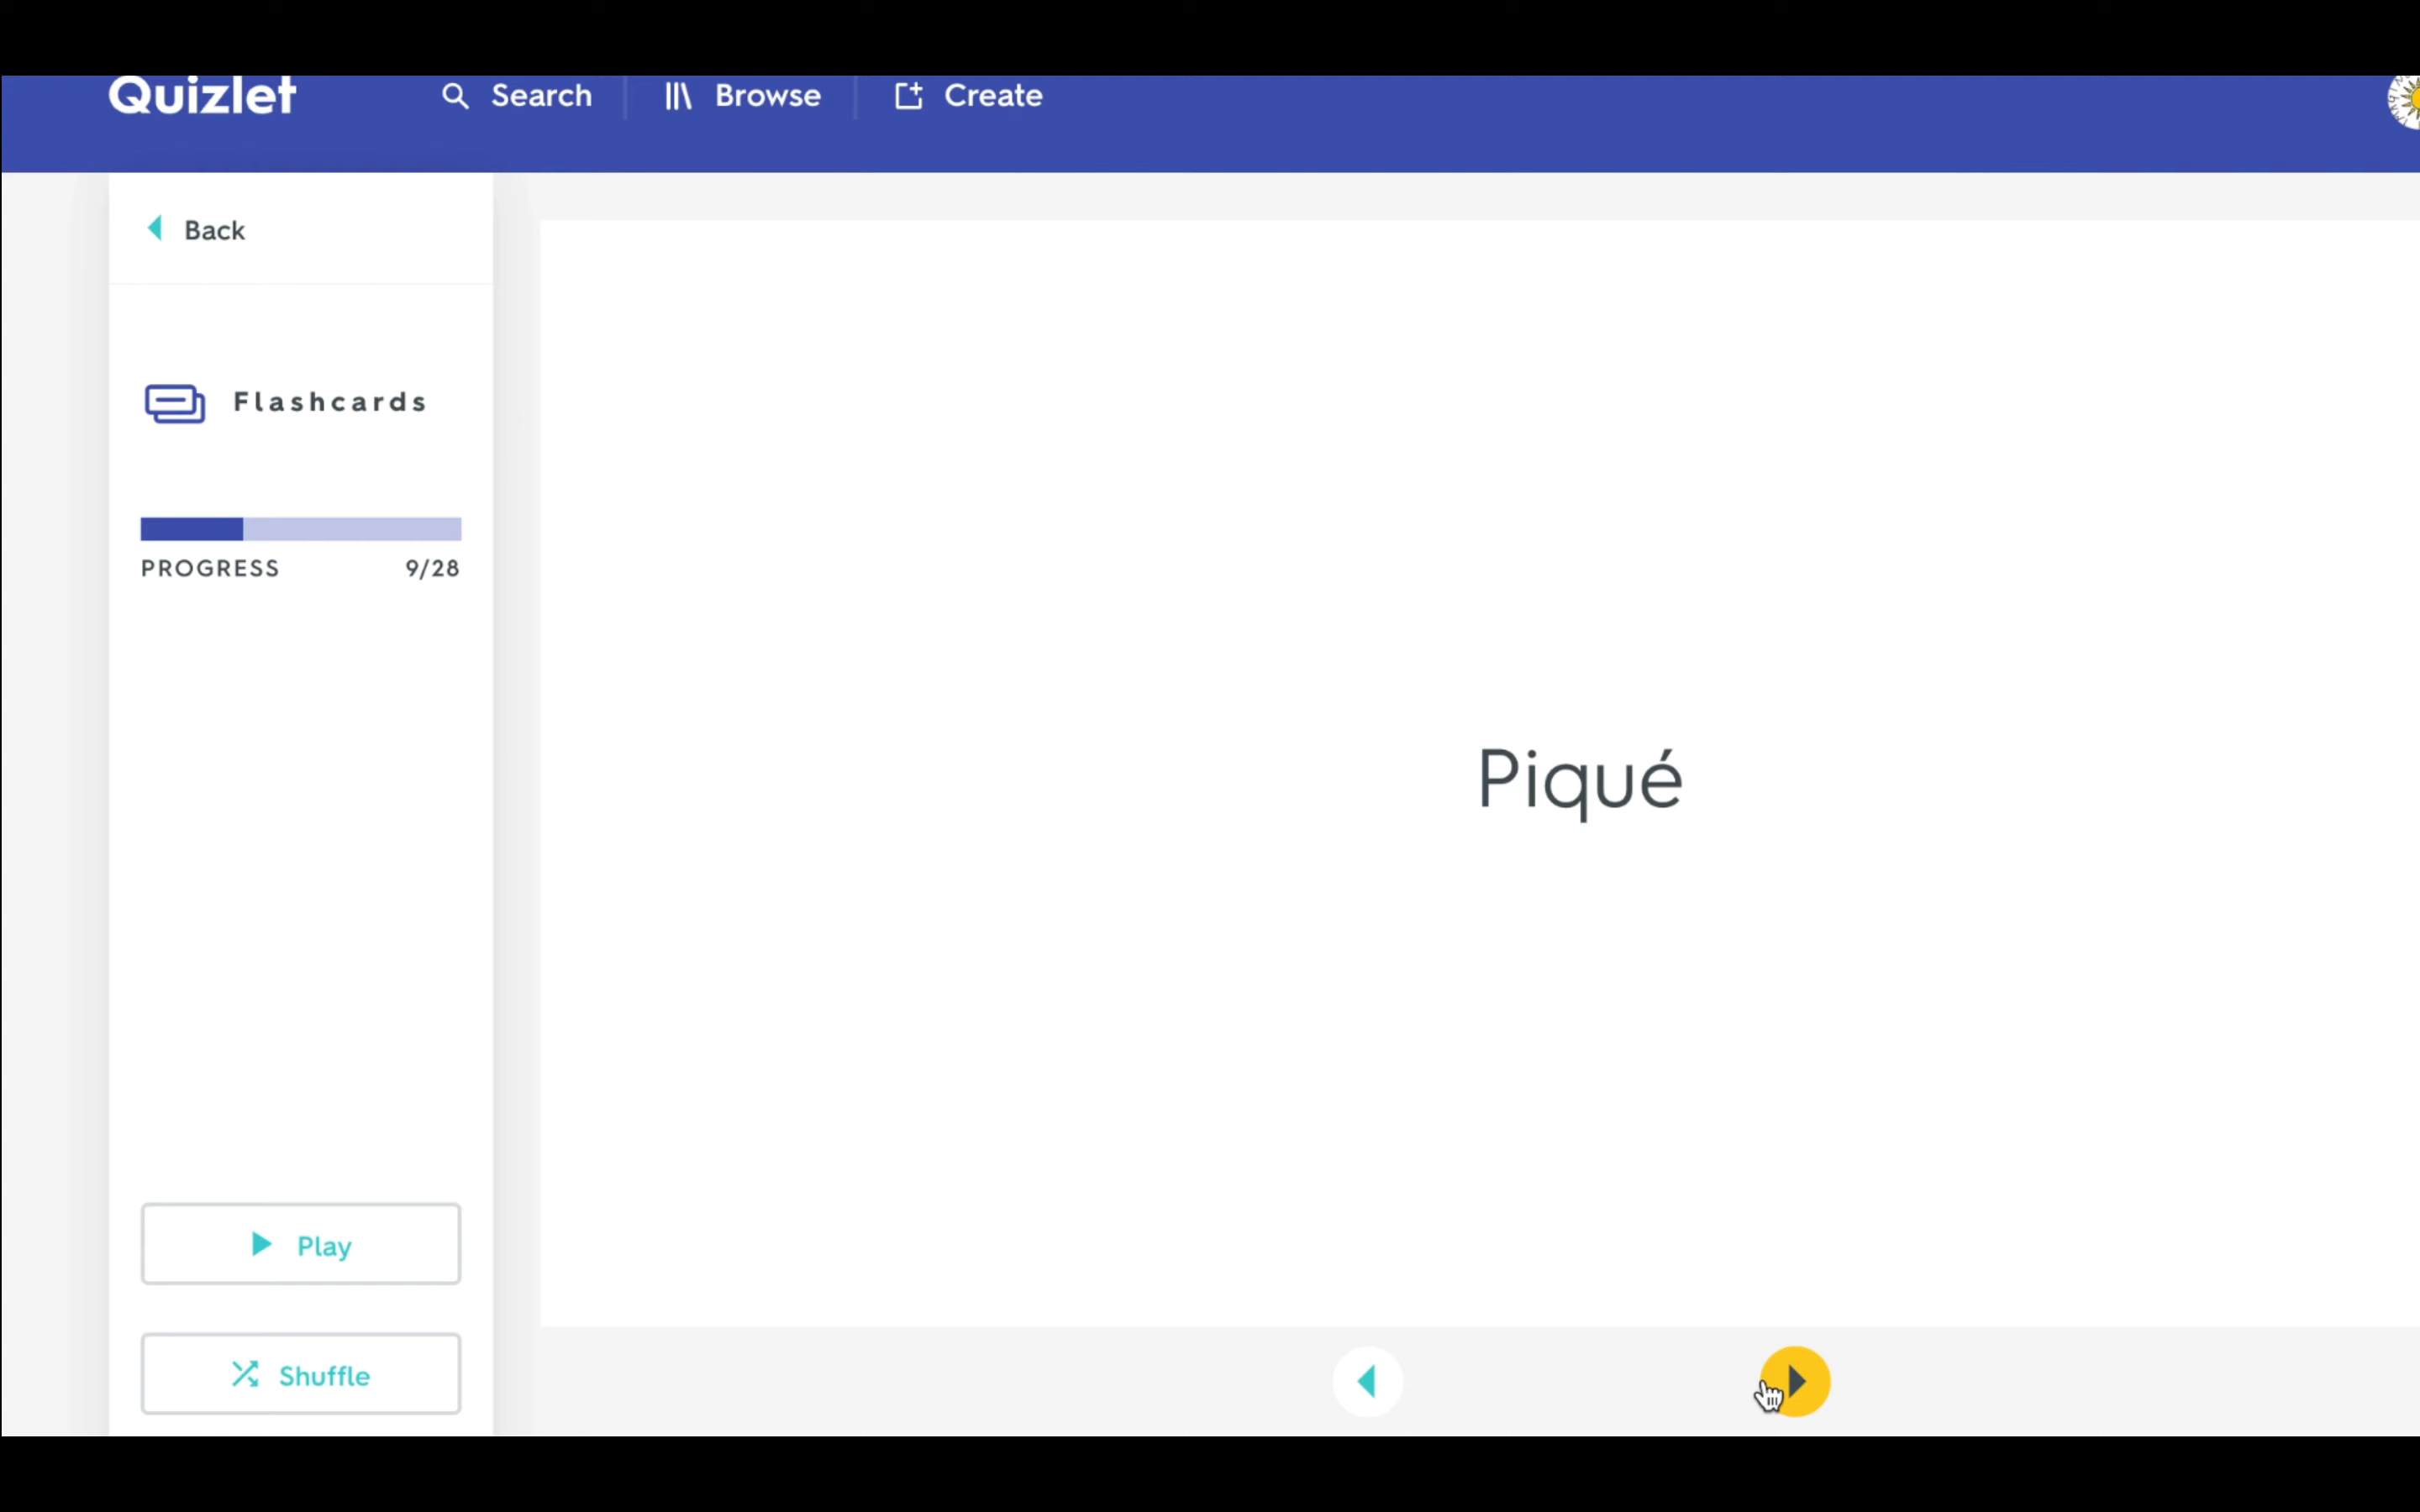 Quizlet
Search
Browse
Create
Back
Flashcards
PROGRESS 9/28
Piqué
Play
Shuffle